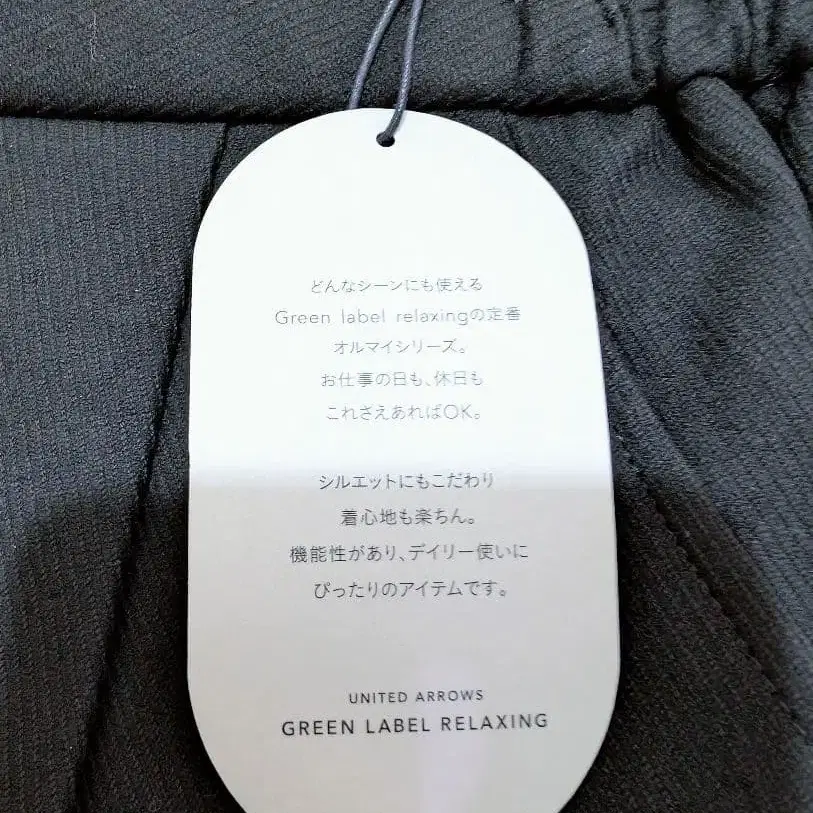 どんなシーンにも使える
Green label relaxingの定番
オルマイシリーズ。
お仕事の日も、休日も
これさえあればOK。
シルエットにもこだわり
着心地も楽ちん。
機能性があり、デイリー使いに
ぴったりのアイテムです。
UNITED ARROWS
GREEN LABEL RELAXING